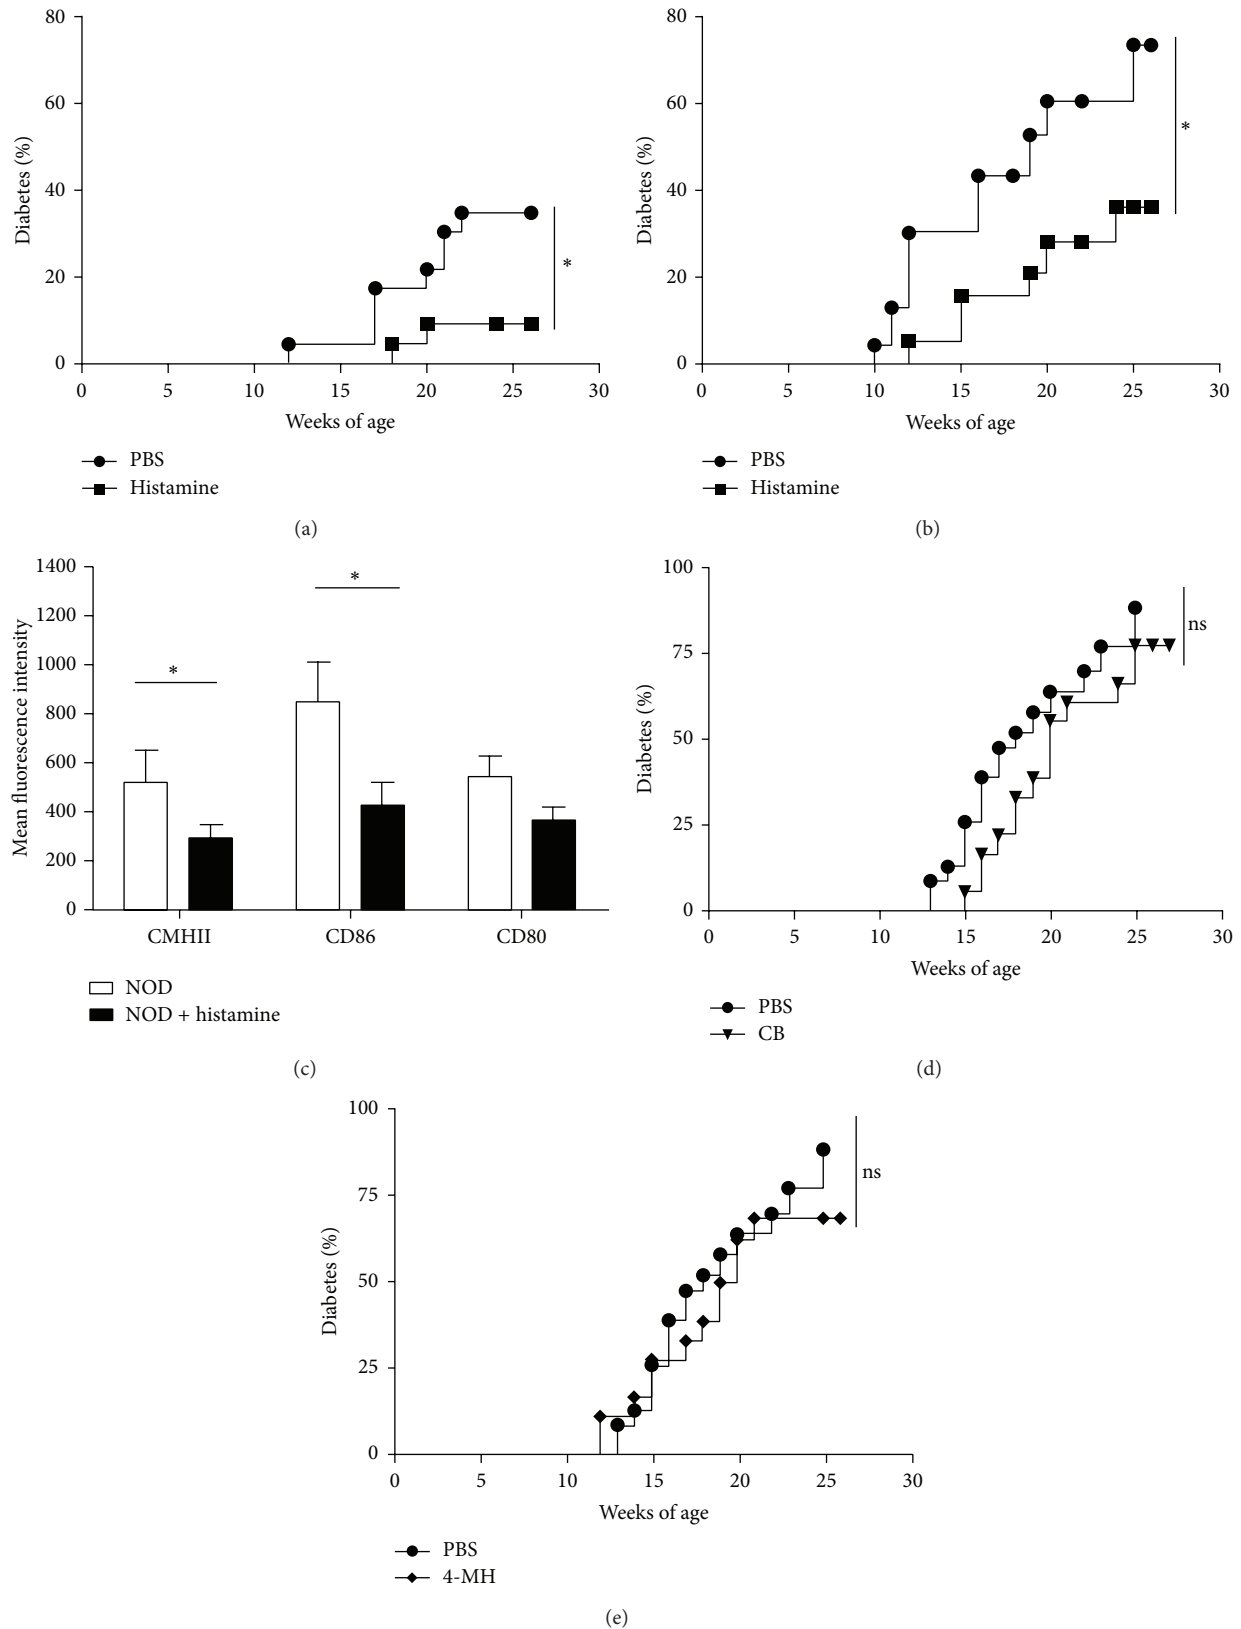 80
60
40
20
0
Diabetes (%)
0 5 10 15 20 25 30
Weeks of age
*
PBS
Histamine
(a)
80
60
40
20
0
Diabetes (%)
0 5 10 15 20 25 30
Weeks of age
*
PBS
Histamine
(b)
1400
1200
1000
800
600
400
200
0
Mean fluorescence intensity
*
*
CMHII CD86 CD80
NOD
NOD + histamine
(c)
100
75
50
25
0
Diabetes (%)
0 5 10 15 20 25 30
Weeks of age
ns
PBS
CB
(d)
100
75
50
25
0
Diabetes (%)
0 5 10 15 20 25 30
Weeks of age
ns
PBS
4-MH
(e)